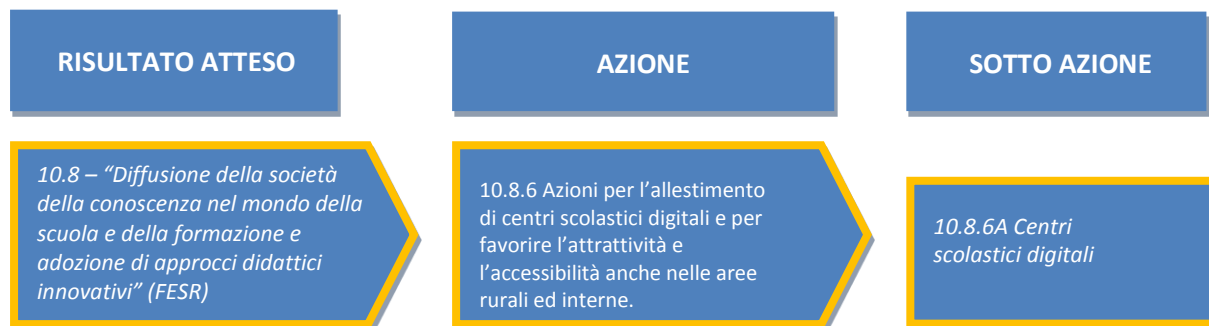 RISULTATO ATTESO
AZIONE
SOTTO AZIONE
10.8 – “Diffusione della società
della conoscenza nel mondo della
scuola e della formazione e
adozione di approcci didattici
innovativi” (FESR)
10.8.6 Azioni per l’allestimento
di centri scolastici digitali e per
favorire l’attrattività e
l’accessibilità anche nelle aree
rurali ed interne.
10.8.6A Centri
scolastici digitali